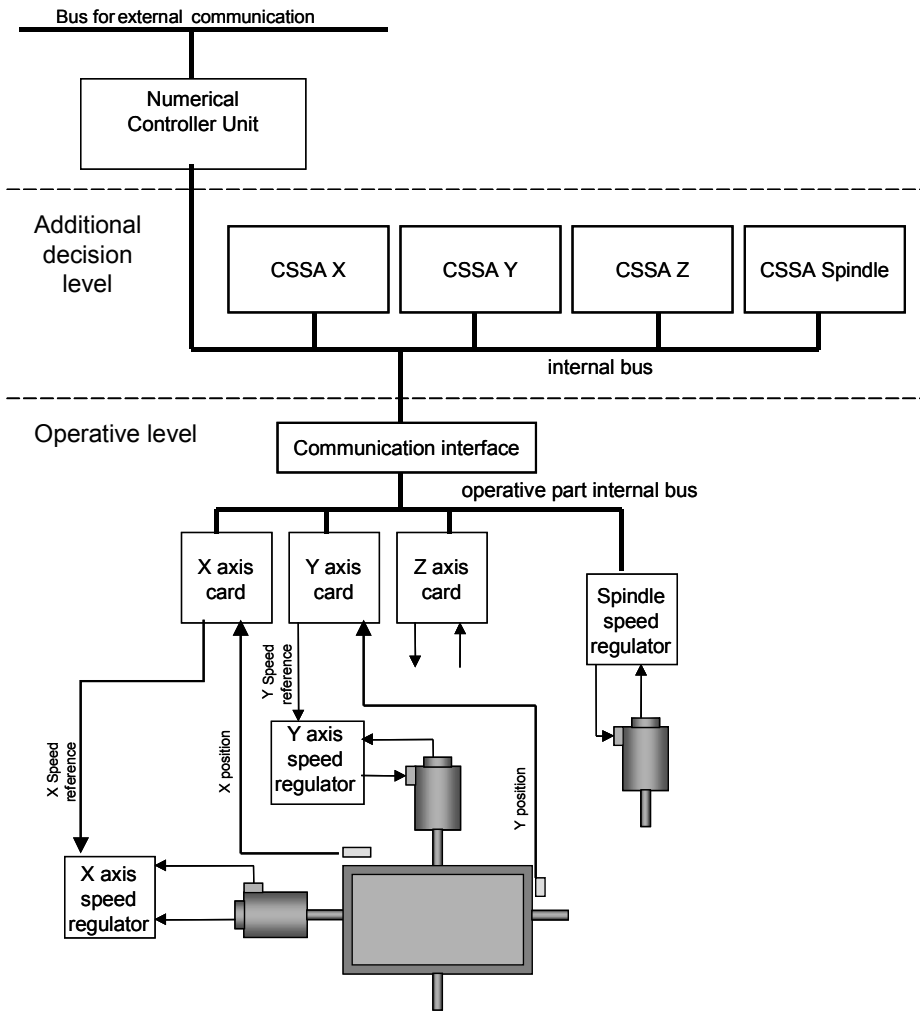 Bus for external communication
Numerical
Controller Unit
Additional
decision
level
CSSA X
CSSA Y
CSSA Z
CSSA Spindle
internal bus
Operative level
Communication interface
operative part internal bus
X axis
card
Y axis
card
Z axis
card
Spindle
speed
regulator
X Speed
reference
X position
Y Speed
reference
Y axis
speed
regulator
Y position
X axis
speed
regulator